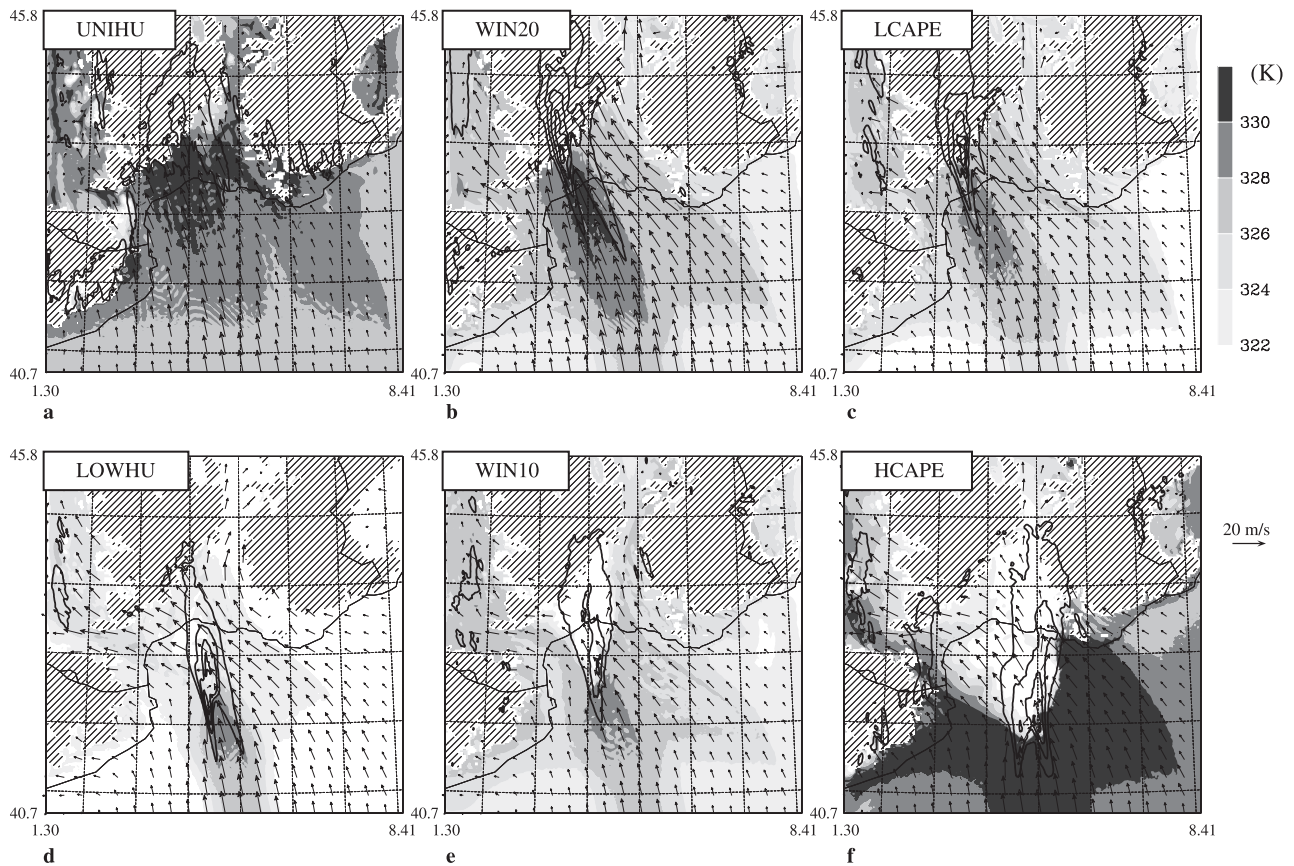 45.8 UNIHU 45.8 WIN20 45.8 LCAPE
(K)
330
328
326
324
322
40.7 40.7 40.7
1.30 8.41 1.30 8.41 1.30 8.41
a b c
45.8 LOWHU 45.8 WIN10 45.8 HCAPE
20 m/s
40.7 40.7 40.7
1.30 8.41 1.30 8.41 1.30 8.41
d e f